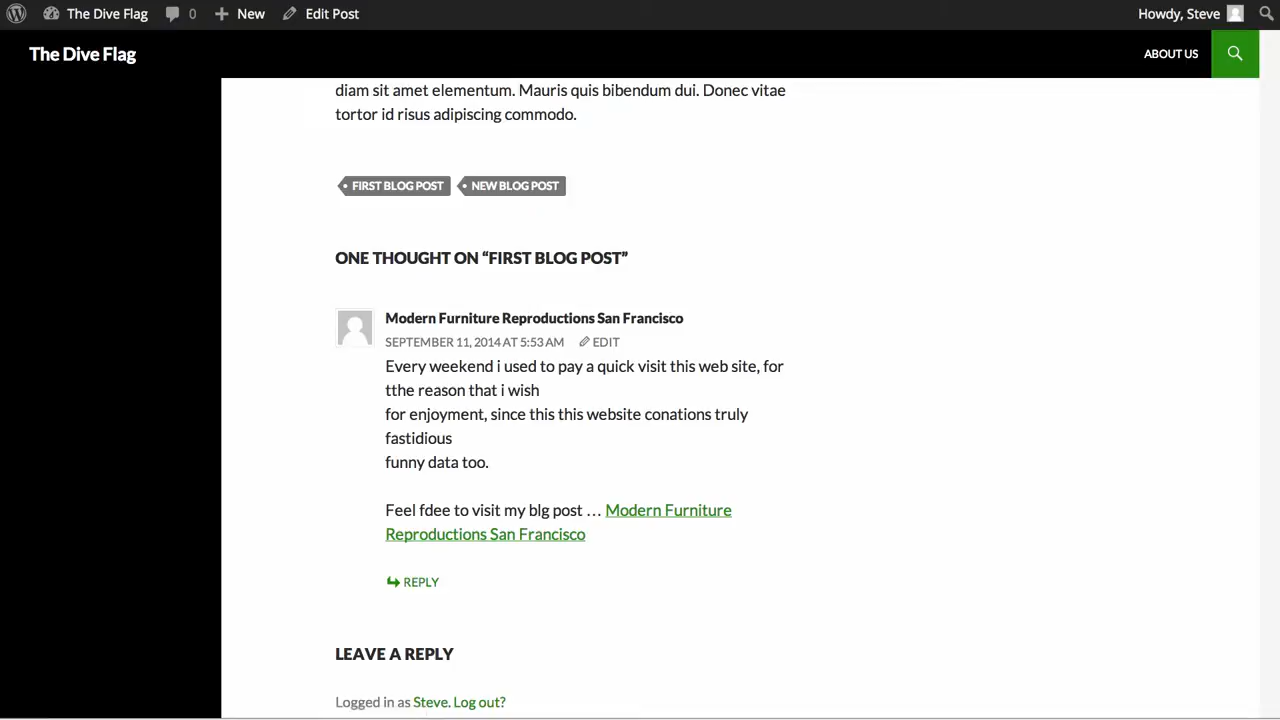 The Dive Flag 0 New Edit Post Howdy, Steve
The Dive Flag ABOUT US
diam sit amet elementum. Mauris quis bibendum dui. Donec vitae
tortor id risus adipiscing commodo.
FIRST BLOG POST NEW BLOG POST
ONE THOUGHT ON “FIRST BLOG POST”
Modern Furniture Reproductions San Francisco
SEPTEMBER 11, 2014 AT 5:53 AM EDIT
Every weekend i used to pay a quick visit this web site, for
tthe reason that i wish
for enjoyment, since this this website conations truly
fastidious
funny data too.
Feel fdee to visit my blg post … Modern Furniture
Reproductions San Francisco
REPLY
LEAVE A REPLY
Logged in as Steve. Log out?